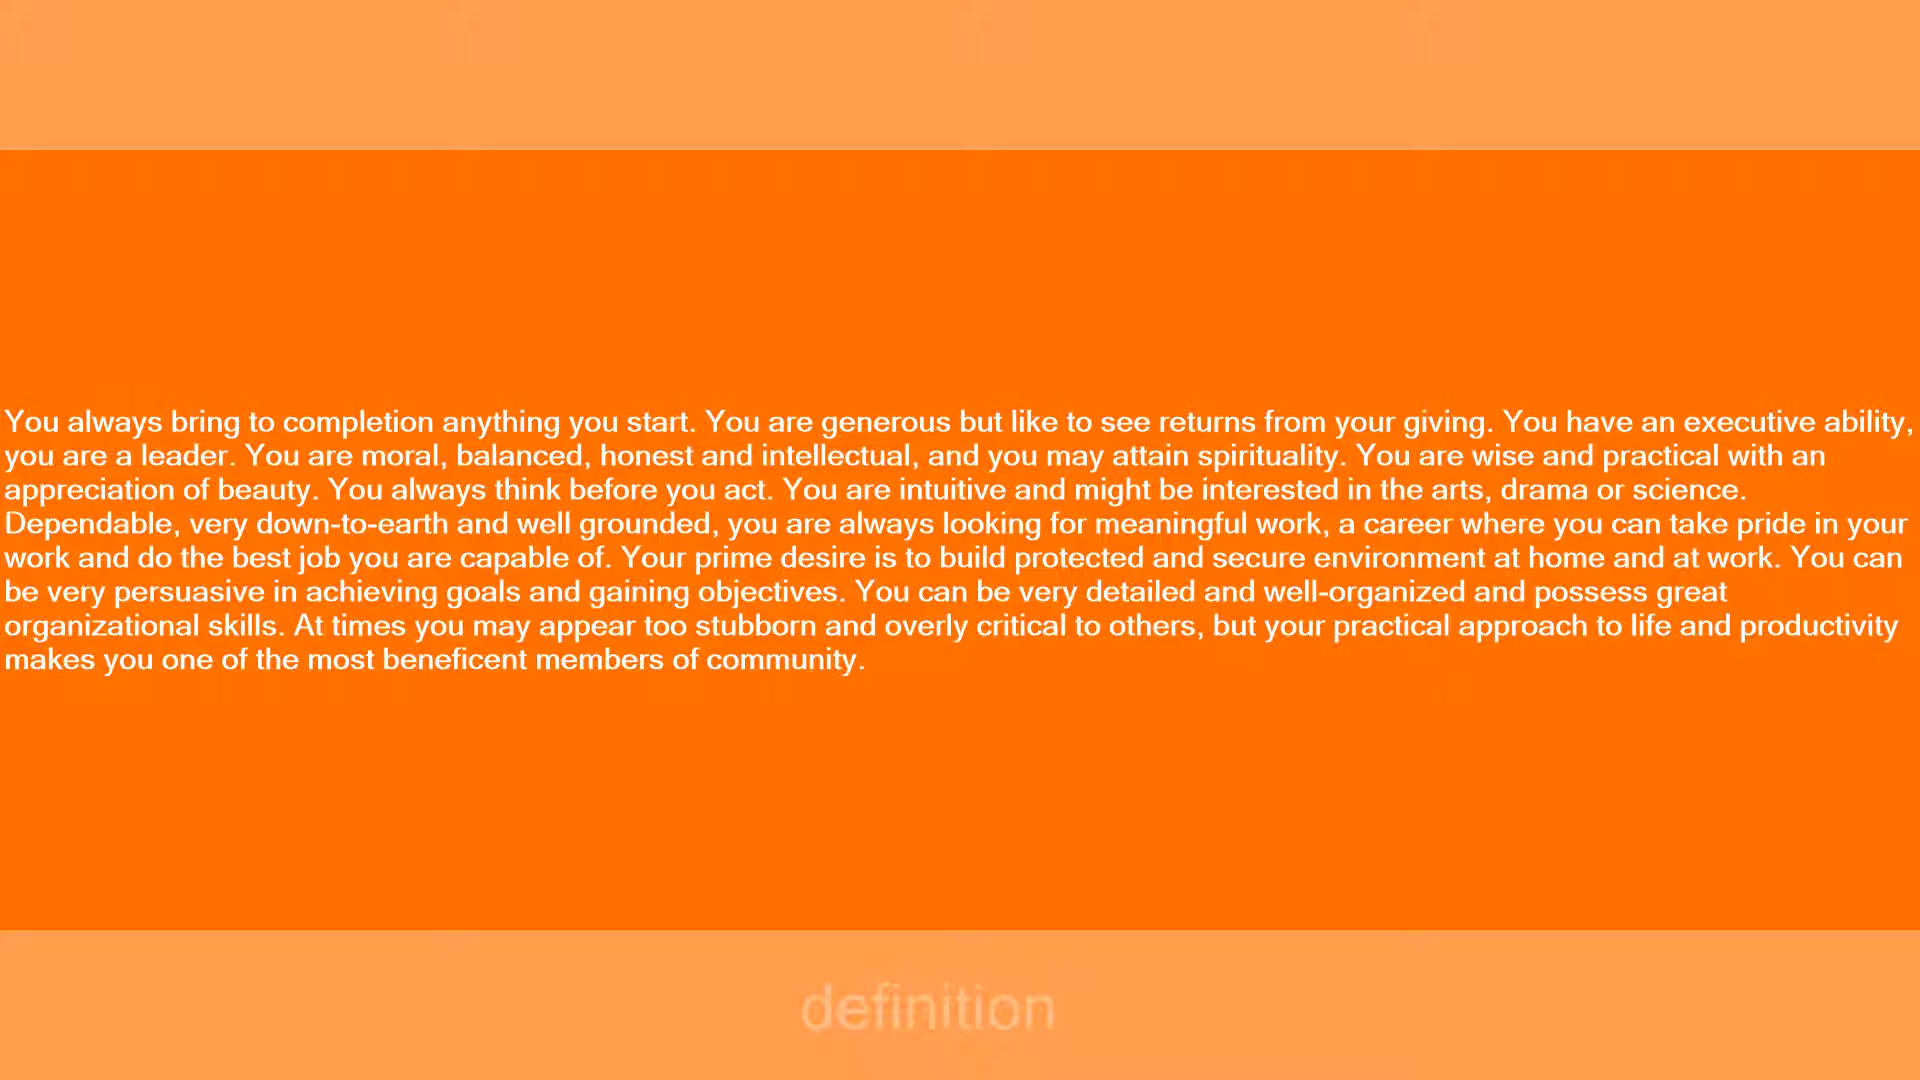 You always bring to completion anything you start. You are generous but like to see returns from your giving. You have an executive ability,
you are a leader. You are moral, balanced, honest and intellectual, and you may attain spirituality. You are wise and practical with an
appreciation of beauty. You always think before you act. You are intuitive and might be interested in the arts, drama or science.
Dependable, very down-to-earth and well grounded, you are always looking for meaningful work, a career where you can take pride in your
work and do the best job you are capable of. Your prime desire is to build protected and secure environment at home and at work. You can
be very persuasive in achieving goals and gaining objectives. You can be very detailed and well-organized and possess great
organizational skills. At times you may appear too stubborn and overly critical to others, but your practical approach to life and productivity
makes you one of the most beneficent members of community.
definition